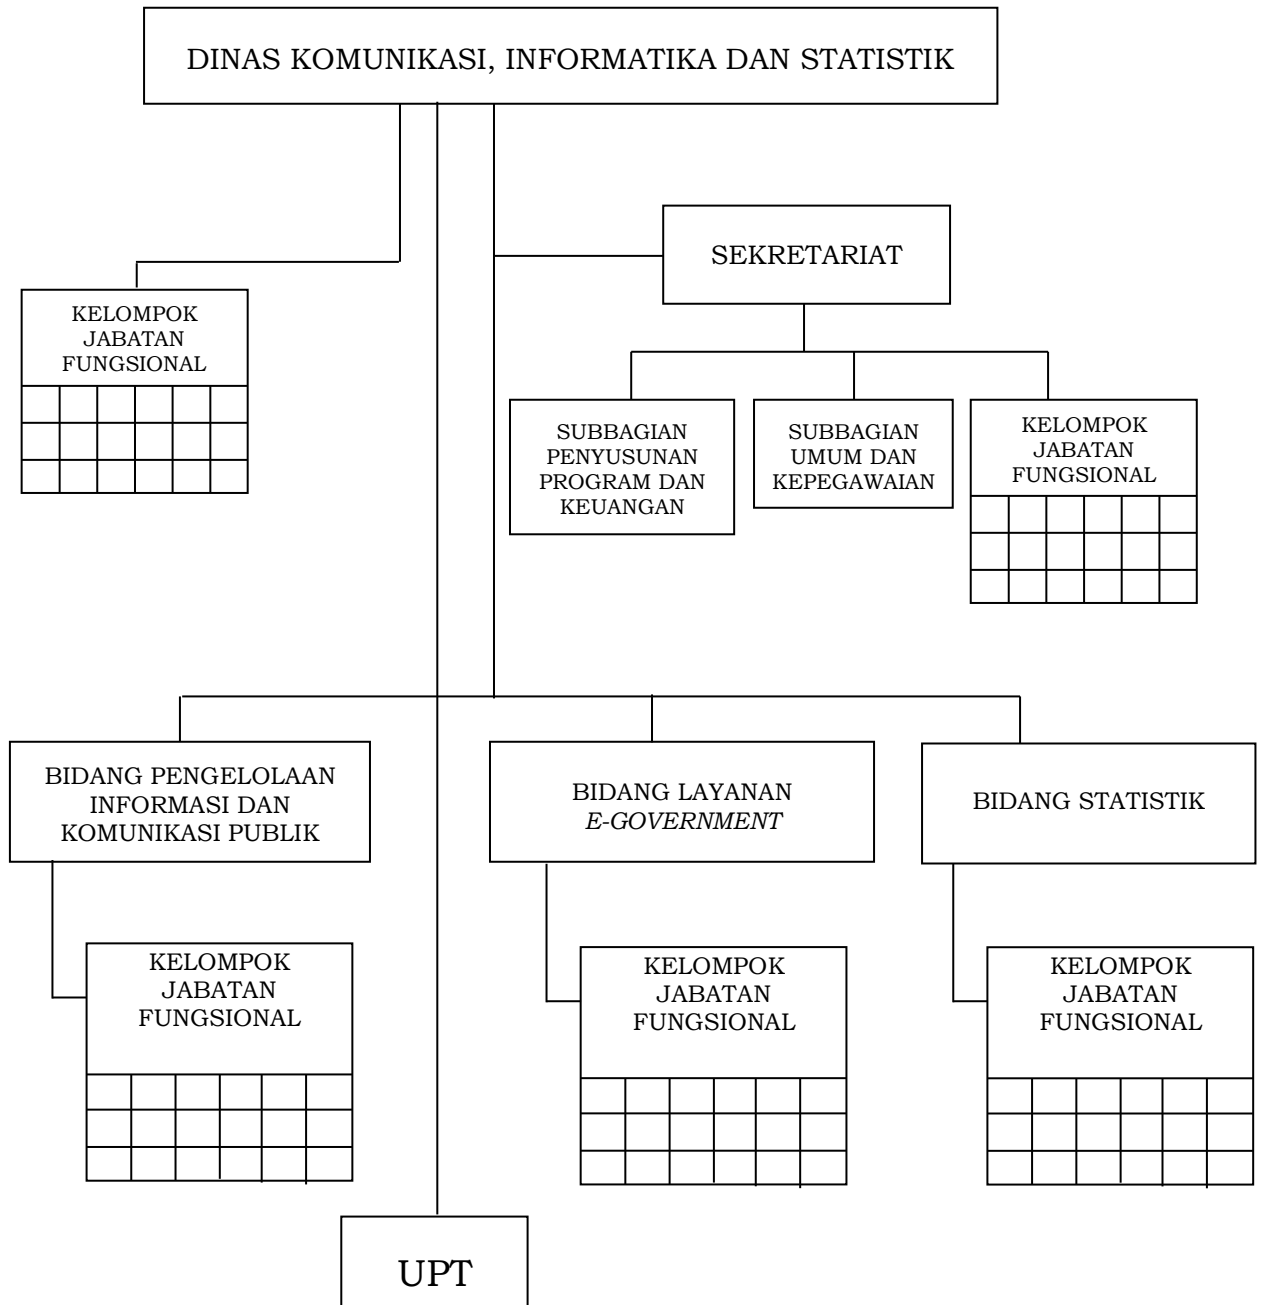 DINAS KOMUNIKASI, INFORMATIKA DAN STATISTIK
SEKRETARIAT
KELOMPOK
JABATAN
FUNGSIONAL
SUBBAGIAN
PENYUSUNAN
PROGRAM DAN
KEUANGAN
SUBBAGIAN
UMUM DAN
KEPEGAWAIAN
KELOMPOK
JABATAN
FUNGSIONAL
BIDANG PENGELOLAAN
INFORMASI DAN
KOMUNIKASI PUBLIK
BIDANG LAYANAN
E-GOVERNMENT
BIDANG STATISTIK
KELOMPOK
JABATAN
FUNGSIONAL
KELOMPOK
JABATAN
FUNGSIONAL
KELOMPOK
JABATAN
FUNGSIONAL
UPT